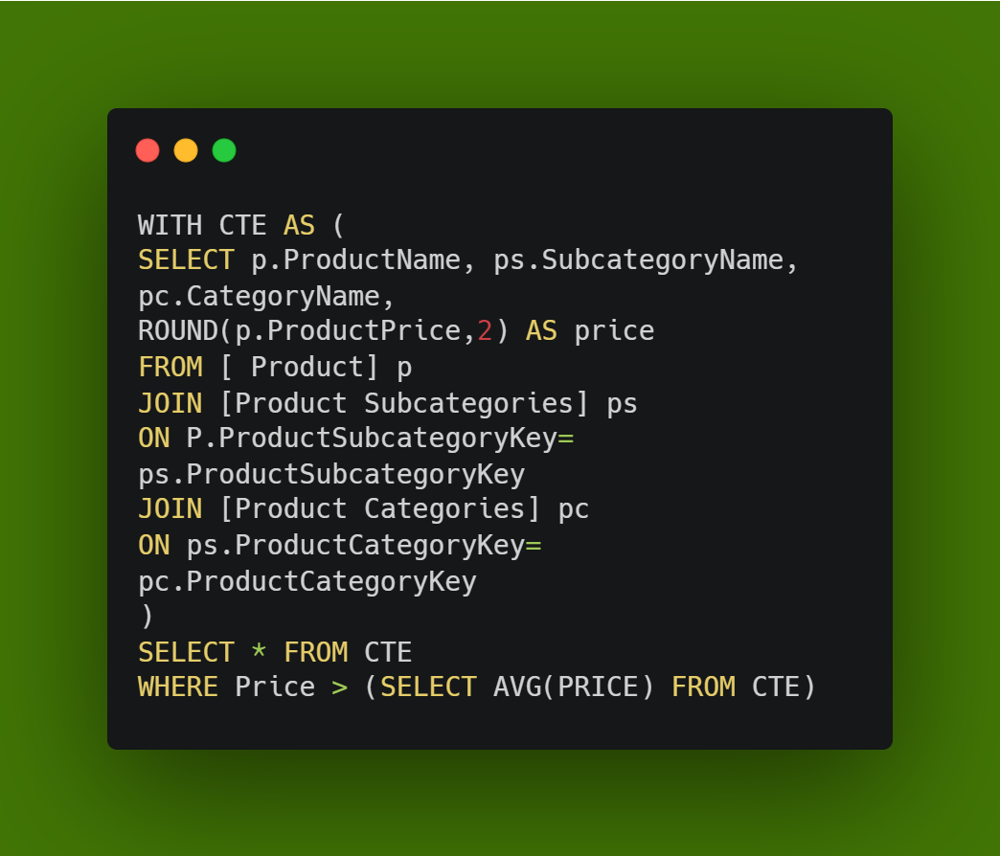 WITH CTE AS (
SELECT p.ProductName, ps.SubcategoryName,
pc.CategoryName,
ROUND(p.ProductPrice,2) AS price
FROM [ Product] p
JOIN [Product Subcategories] ps
ON P.ProductSubcategoryKey=
ps.ProductSubcategoryKey
JOIN [Product Categories] pc
ON ps.ProductCategoryKey=
pc.ProductCategoryKey
)
SELECT * FROM CTE
WHERE Price > (SELECT AVG(PRICE) FROM CTE)